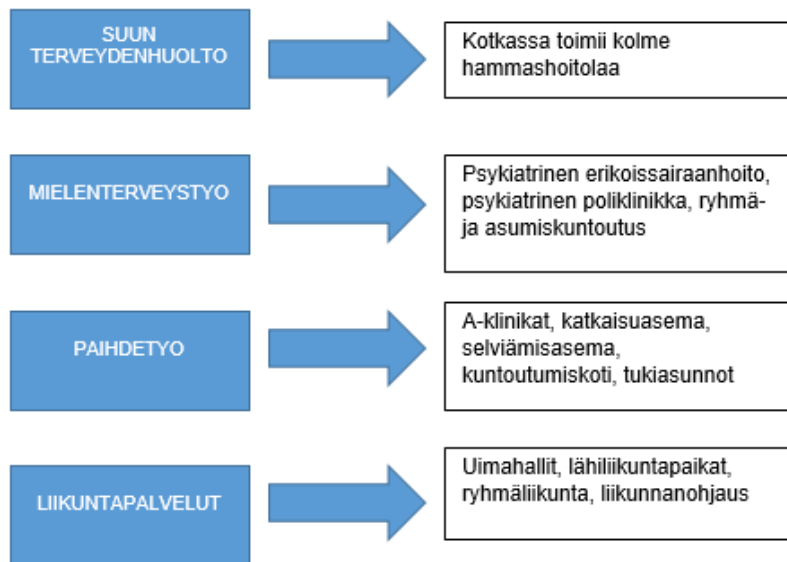 SUUN
TERVEYDENHUOLTO
Kotkassa toimii kolme
hammashoitolaa
MIELENTERVEYSTYO
Psykiatrinen erikoissairaanhoito,
psykiatrinen poliklinikka, ryhmä-
ja asumiskuntoutus
PAIHDETYO
A-klinikat, katkaisuasema,
selviämisasema,
kuntoutumiskoti, tukiasunnot
LIIKUNTAPALVELUT
Uimahallit, lähiliikuntapaikat,
ryhmäliikunta, liikunnanohjaus